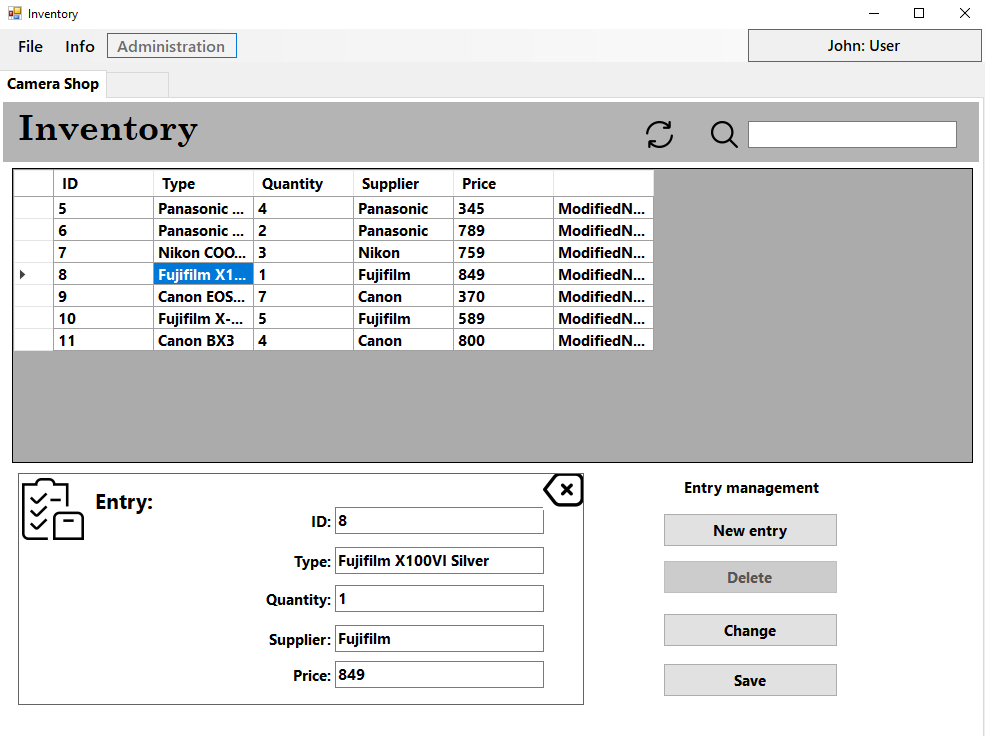 Inventory
File Info Administration John: User
Camera Shop
Inventory
ID Type Quantity Supplier Price
5 Panasonic ... 4 Panasonic 345 ModifiedN...
6 Panasonic ... 2 Panasonic 789 ModifiedN...
7 Nikon COO... 3 Nikon 759 ModifiedN...
8 Fujifilm X1... 1 Fujifilm 849 ModifiedN...
9 Canon EOS... 7 Canon 370 ModifiedN...
10 Fujifilm X-... 5 Fujifilm 589 ModifiedN...
11 Canon BX3 4 Canon 800 ModifiedN...
Entry:
ID: 8
Type: Fujifilm X100VI Silver
Quantity: 1
Supplier: Fujifilm
Price: 849
Entry management
New entry
Delete
Change
Save